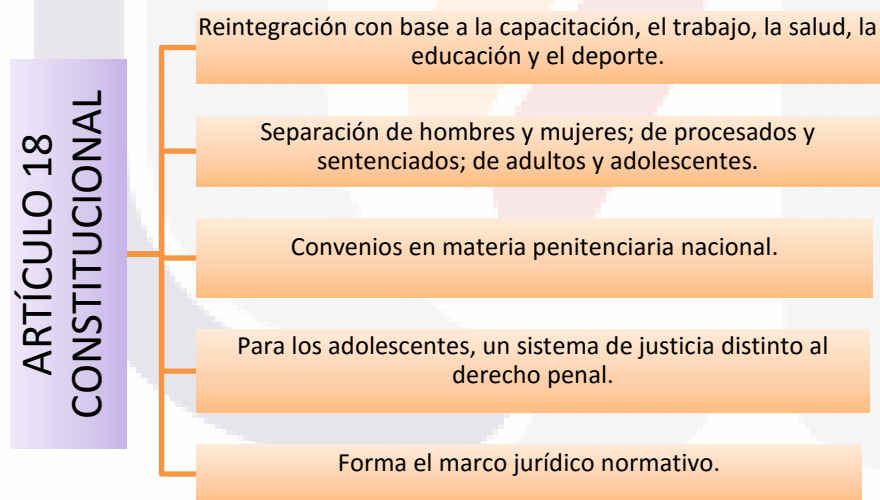 ARTÍCULO 18
CONSTITUCIONAL
Reintegración con base a la capacitación, el trabajo, la salud, la
educación y el deporte.
Separación de hombres y mujeres; de procesados y
sentenciados; de adultos y adolescentes.
Convenios en materia penitenciaria nacional.
Para los adolescentes, un sistema de justicia distinto al
derecho penal.
Forma el marco jurídico normativo.